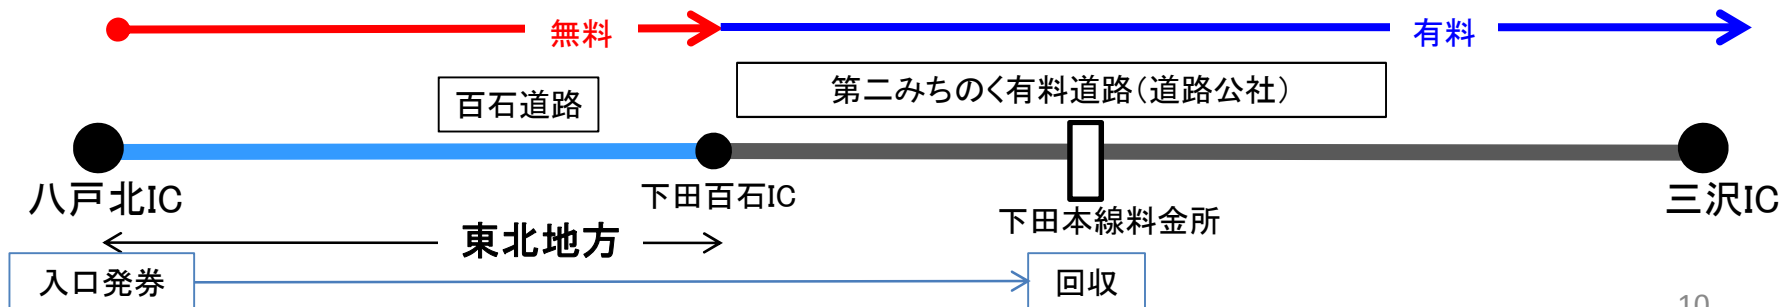 無料
有料
百石道路
第二みちのく有料道路(道路公社)
八戸北IC
下田百石IC
下田本線料金所
三沢IC
東北地方
入口発券
回収
10